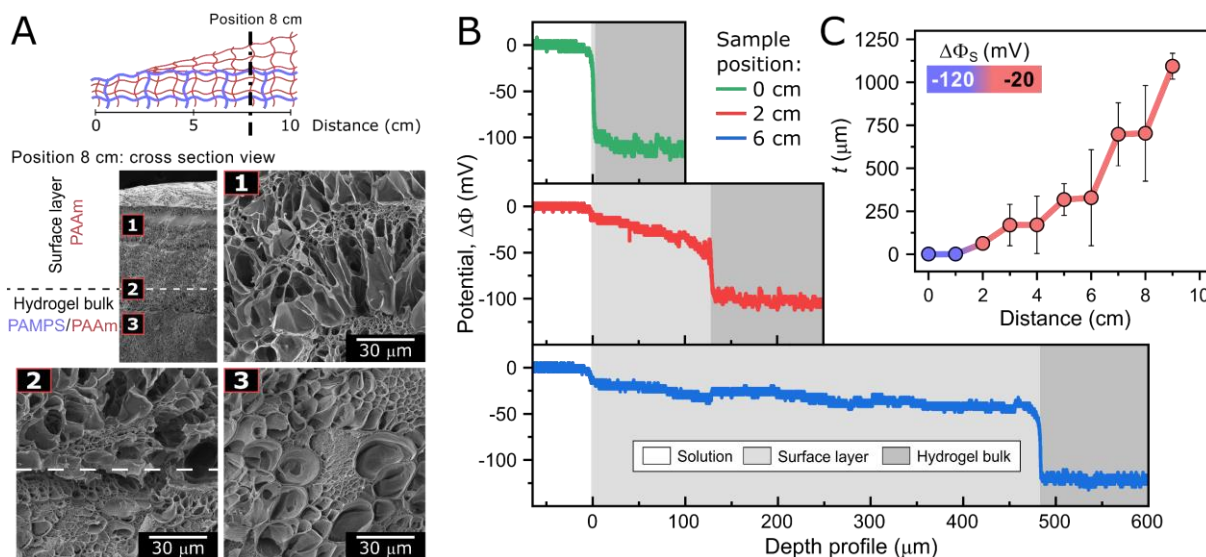 A
Position 8 cm
0
5
10
Distance (cm)
Position 8 cm: cross section view
Surface layer
PAAm
Hydrogel bulk
PAMPS/PAAm
1
2
3
1
30 µm
2
30 µm
3
30 µm
B
Potential, ΔΦ (mV)
0
-50
-100
Sample
position:
0 cm
2 cm
6 cm
0
-50
-100
0
-50
-100
Solution
Surface layer
Hydrogel bulk
0
100
200
300
400
500
600
Depth profile (µm)
C
ΔΦS (mV)
-120
-20
t (µm)
1250
1000
750
500
250
0
0
2
4
6
8
10
Distance (cm)